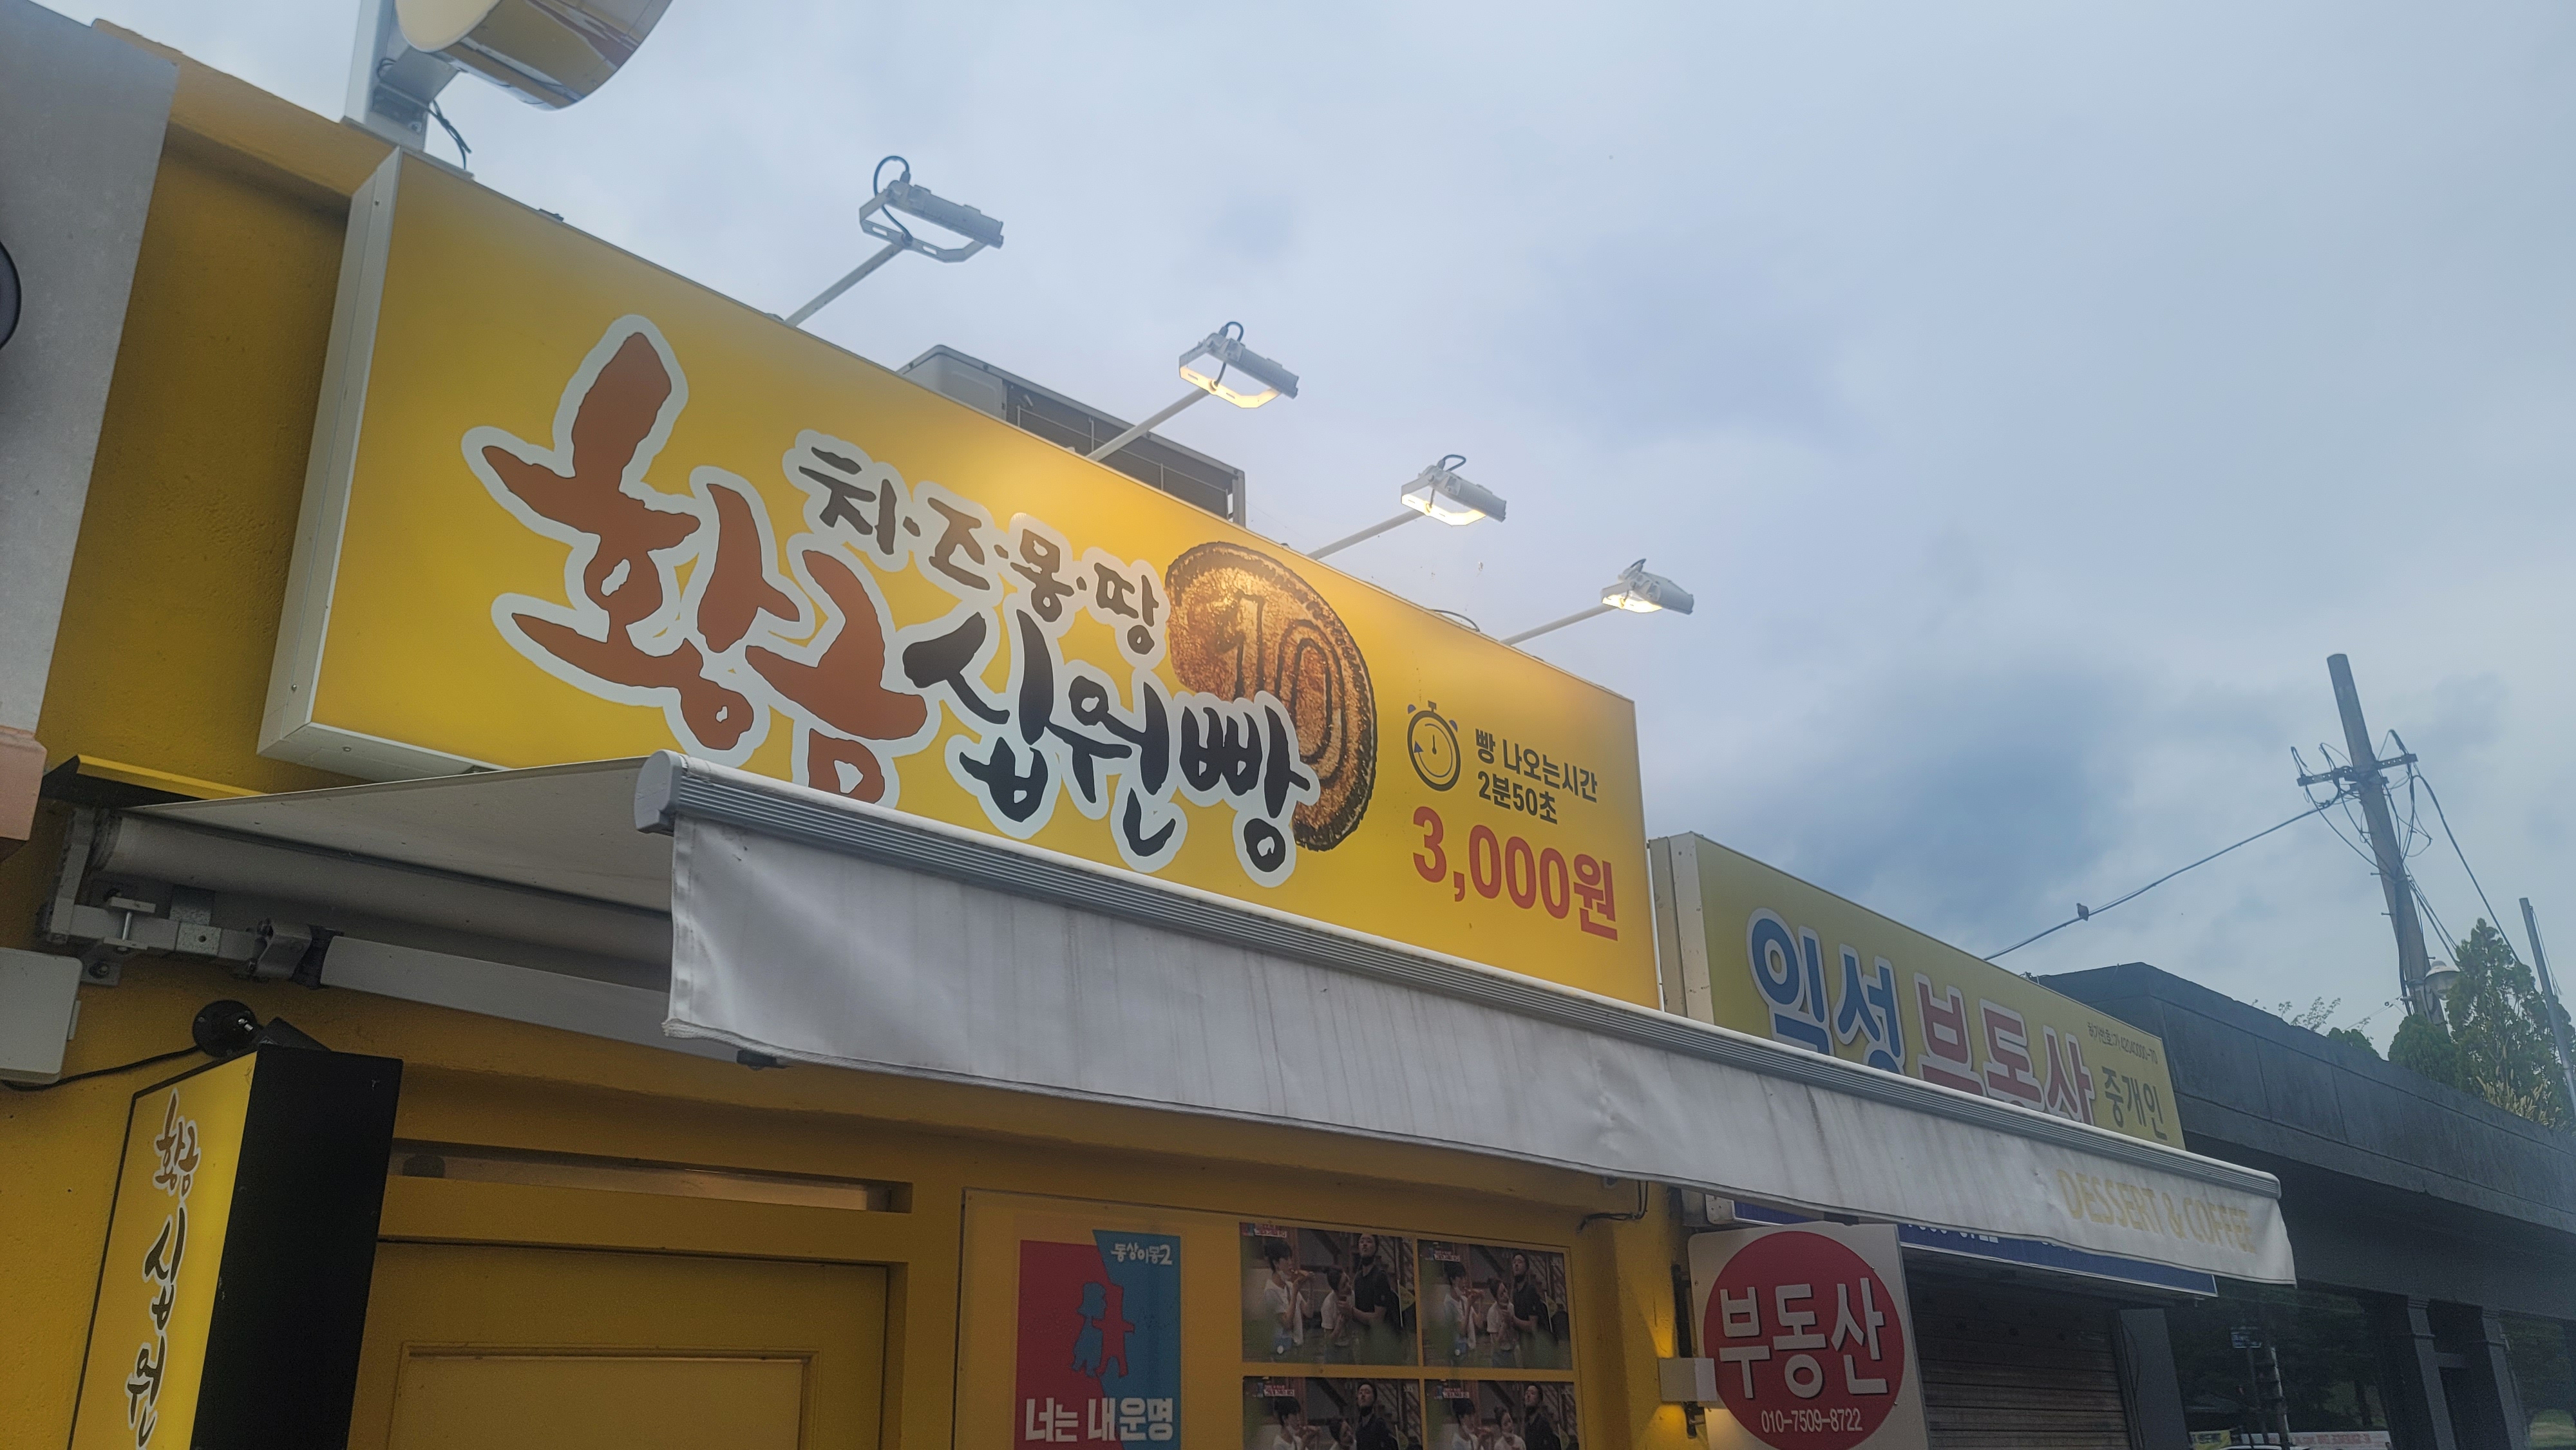 치·즈·몽·땅
황금십원빵
10
빵 나오는시간
2분50초
3,000원
익성 부동산 중개인
DESSERT & COFFEE
황금
십
원
동상이몽2
너는 내 운명
부동산
010-7509-8722